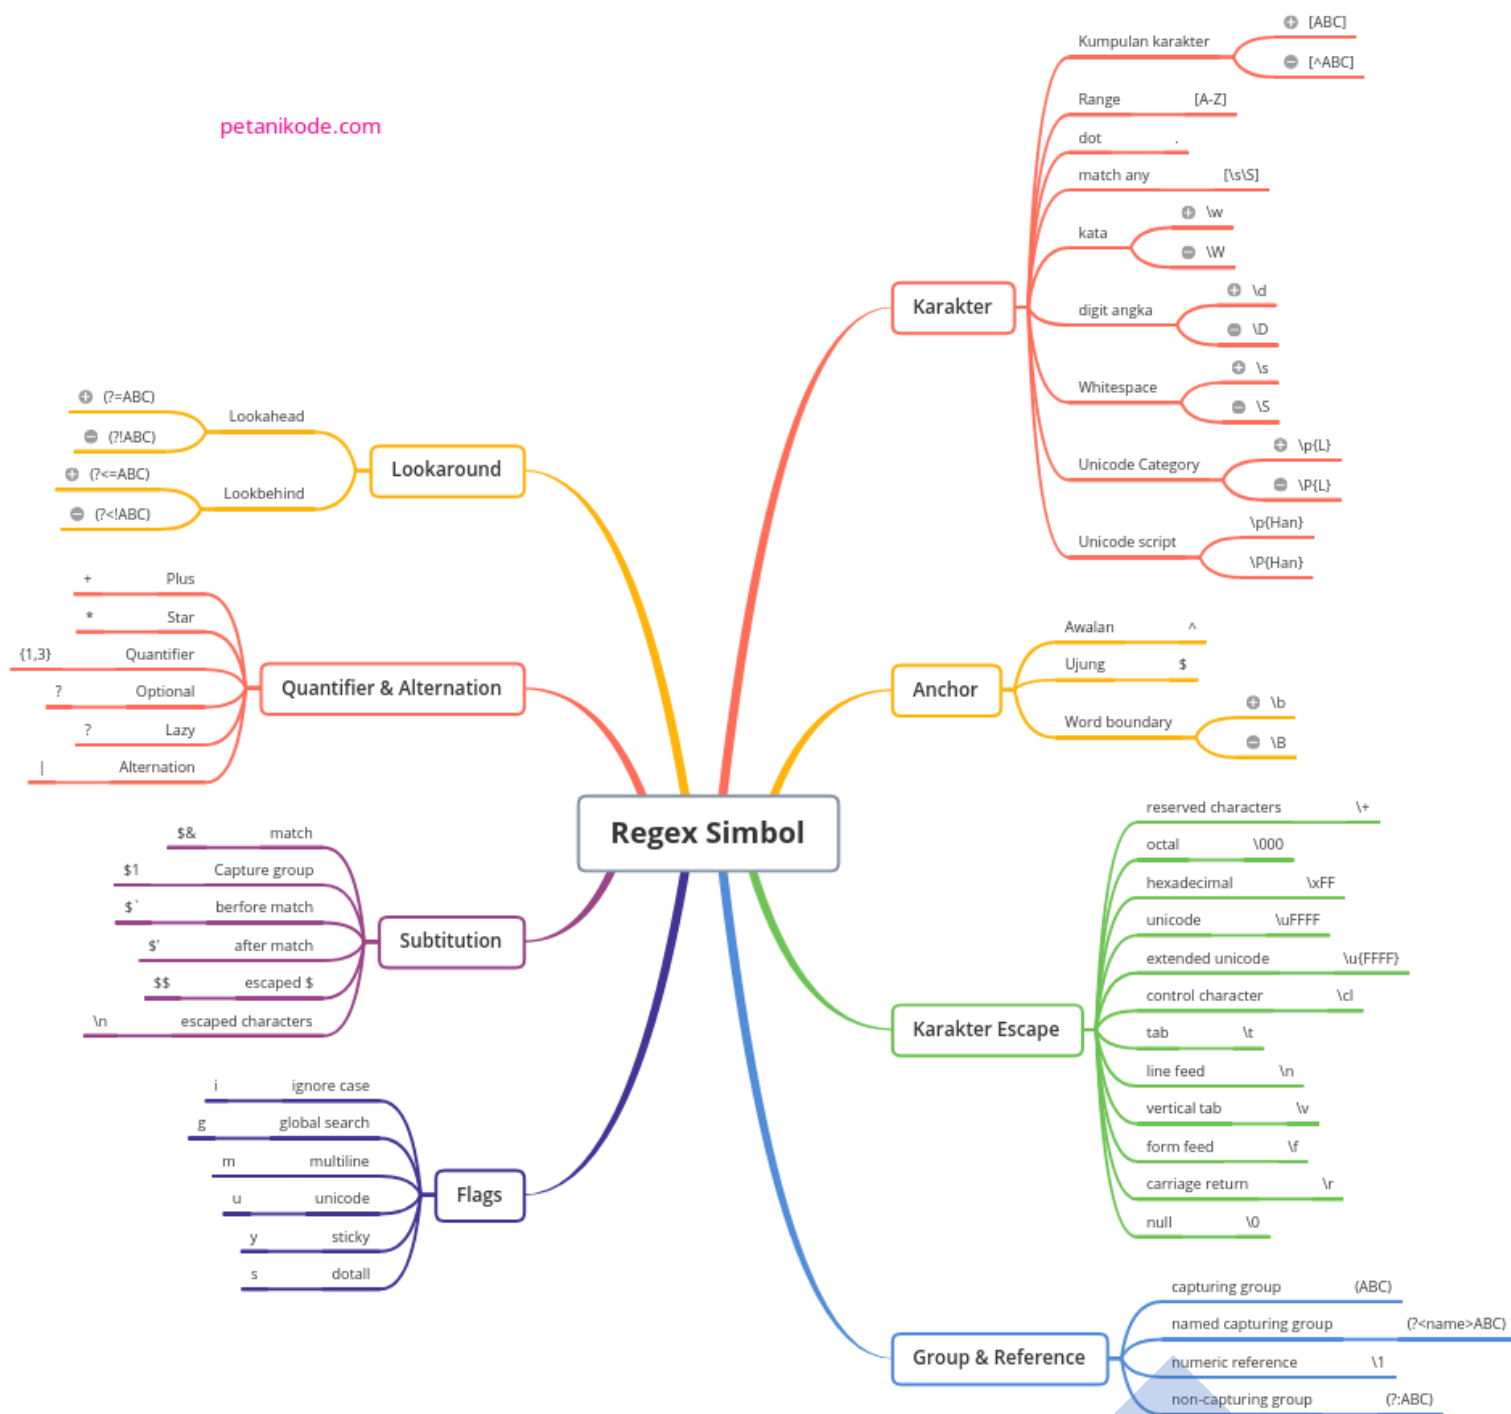 petanikode.com
Regex Simbol
Karakter
Kumpulan karakter
[ABC]
[^ABC]
Range [A-Z]
dot .
match any [\s\S]
kata
\w
\W
digit angka
\d
\D
Whitespace
\s
\S
Unicode Category
\p{L}
\P{L}
Unicode script
\p{Han}
\P{Han}
Anchor
Awalan ^
Ujung $
Word boundary
\b
\B
Karakter Escape
reserved characters \+
octal \000
hexadecimal \xFF
unicode \uFFFF
extended unicode \u{FFFF}
control character \cI
tab \t
line feed \n
vertical tab \v
form feed \f
carriage return \r
null \0
Group & Reference
capturing group (ABC)
named capturing group (?<name>ABC)
numeric reference \1
non-capturing group (?:ABC)
Lookaround
Lookahead
(?=ABC)
(?!ABC)
Lookbehind
(?<=ABC)
(?<!ABC)
Quantifier & Alternation
+ Plus
* Star
{1,3} Quantifier
? Optional
? Lazy
| Alternation
Subtitution
$& match
$1 Capture group
$` berfore match
$' after match
$$ escaped $
\n escaped characters
Flags
i ignore case
g global search
m multiline
u unicode
y sticky
s dotall